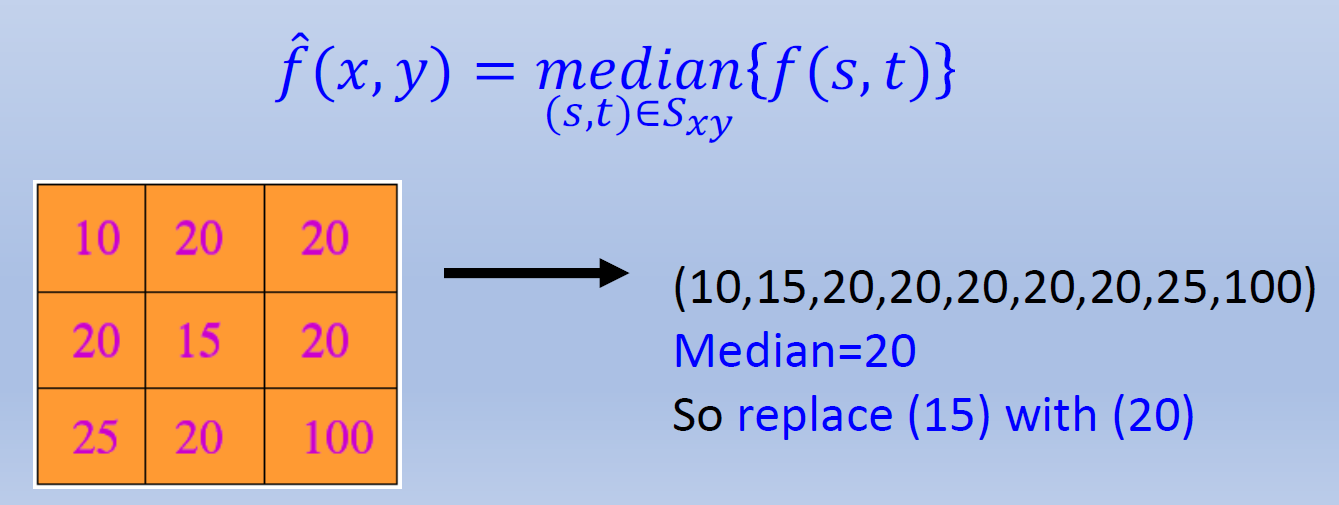 f̂(x, y) = median{f(s, t)}
(s,t)∈Sxy
10 20 20
20 15 20
25 20 100
(10,15,20,20,20,20,20,25,100)
Median=20
So replace (15) with (20)